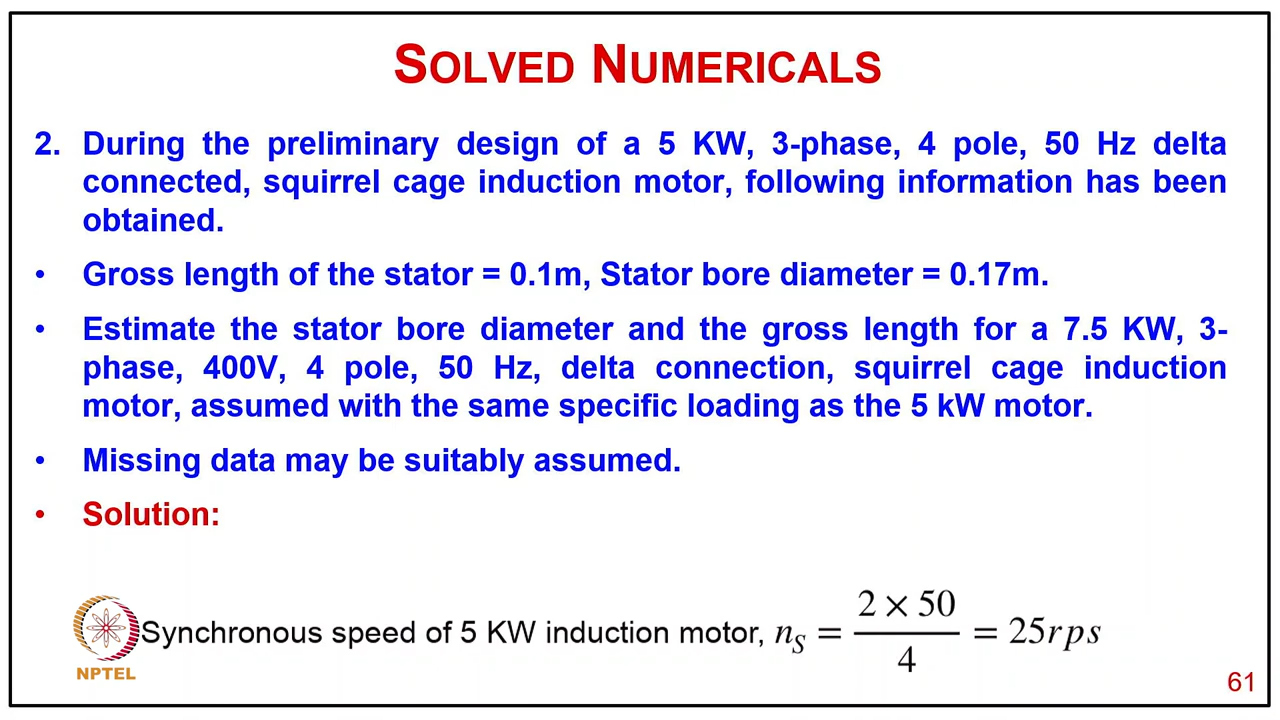 SOLVED NUMERICALS
2. During the preliminary design of a 5 KW, 3-phase, 4 pole, 50 Hz delta
connected, squirrel cage induction motor, following information has been
obtained.
• Gross length of the stator = 0.1m, Stator bore diameter = 0.17m.
• Estimate the stator bore diameter and the gross length for a 7.5 KW, 3-
phase, 400V, 4 pole, 50 Hz, delta connection, squirrel cage induction
motor, assumed with the same specific loading as the 5 kW motor.
• Missing data may be suitably assumed.
• Solution:
Synchronous speed of 5 KW induction motor, n_S = \frac{2 × 50}{4} = 25rps
NPTEL
61